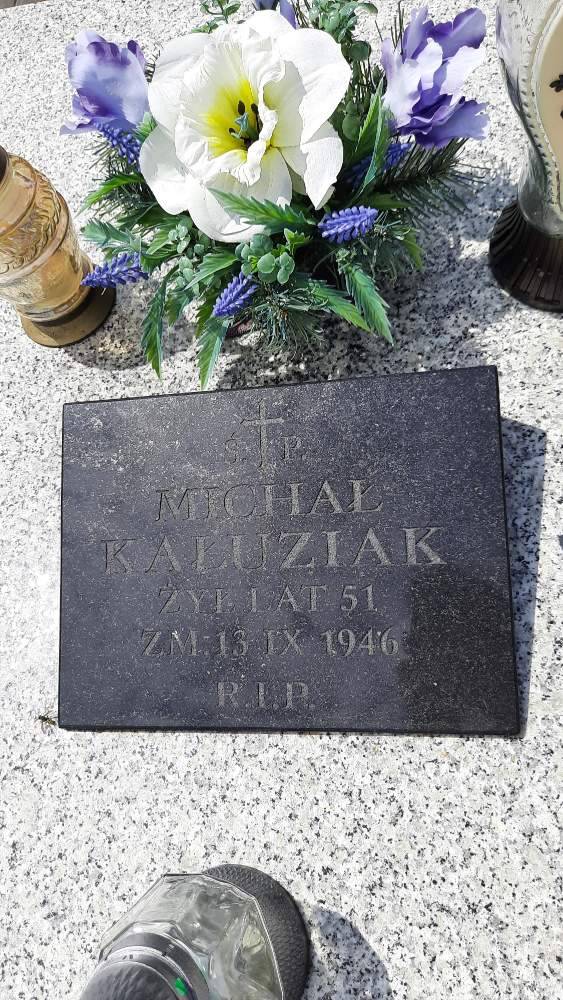 Ś. P.
MICHAŁ
KAŁUZIAK
ŻYŁ LAT 51
ZM. 13 IX 1946
R.I.P.